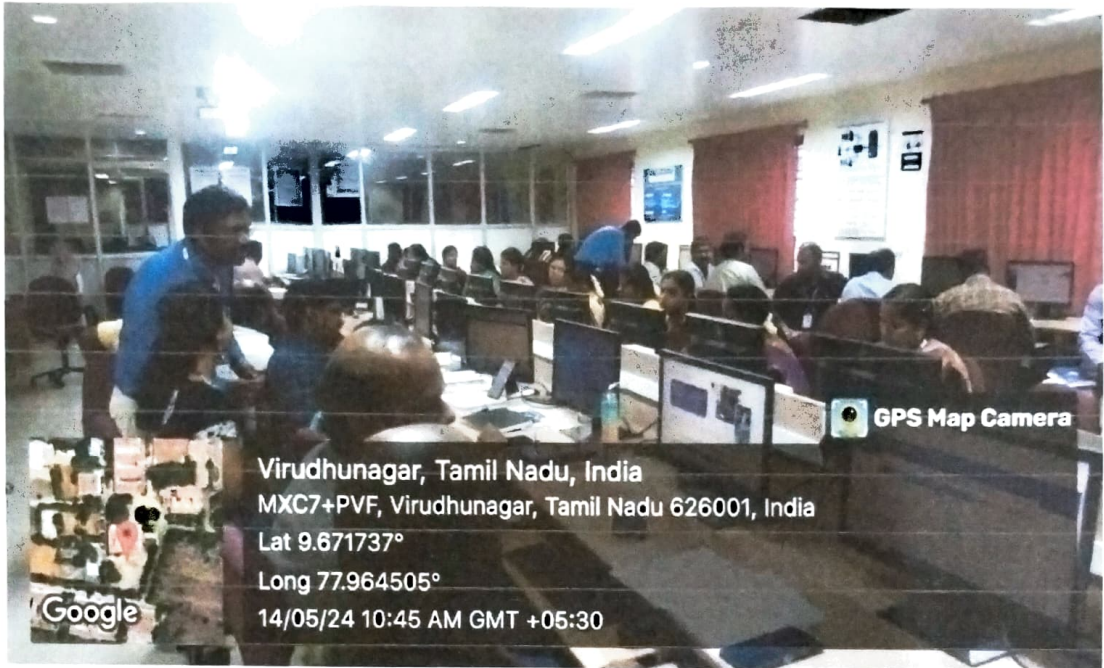 GPS Map Camera
Virudhunagar, Tamil Nadu, India
MXC7+PVF, Virudhunagar, Tamil Nadu 626001, India
Lat 9.671737°
Long 77.964505°
14/05/24 10:45 AM GMT +05:30
Google